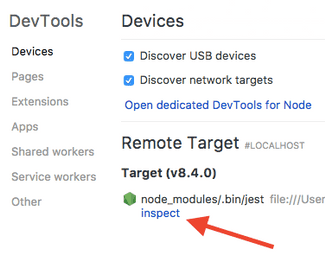 DevTools
Devices
Pages
Extensions
Apps
Shared workers
Service workers
Other
Devices
Discover USB devices
Discover network targets
Open dedicated DevTools for Node
Remote Target #LOCALHOST
Target (v8.4.0)
node_modules/.bin/jest file:///User
inspect